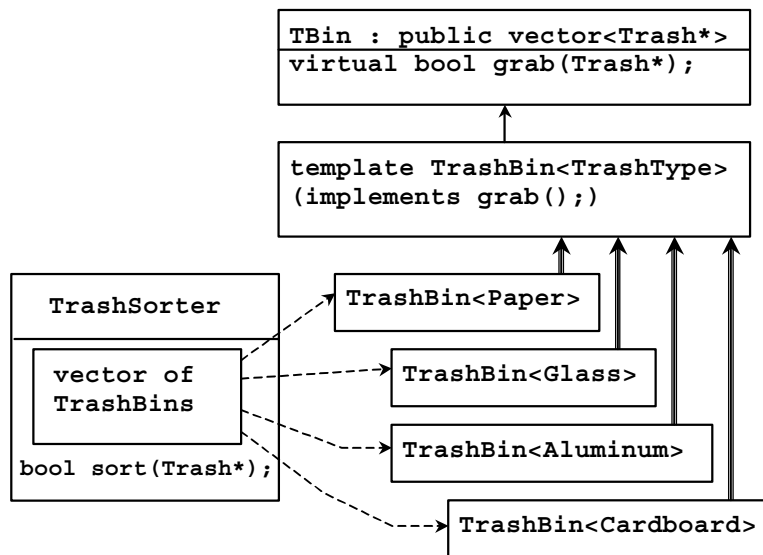 TBin : public vector<Trash*>
virtual bool grab(Trash*);
template TrashBin<TrashType>
(implements grab();)
TrashSorter
vector of
TrashBins
bool sort(Trash*);
TrashBin<Paper>
TrashBin<Glass>
TrashBin<Aluminum>
TrashBin<Cardboard>